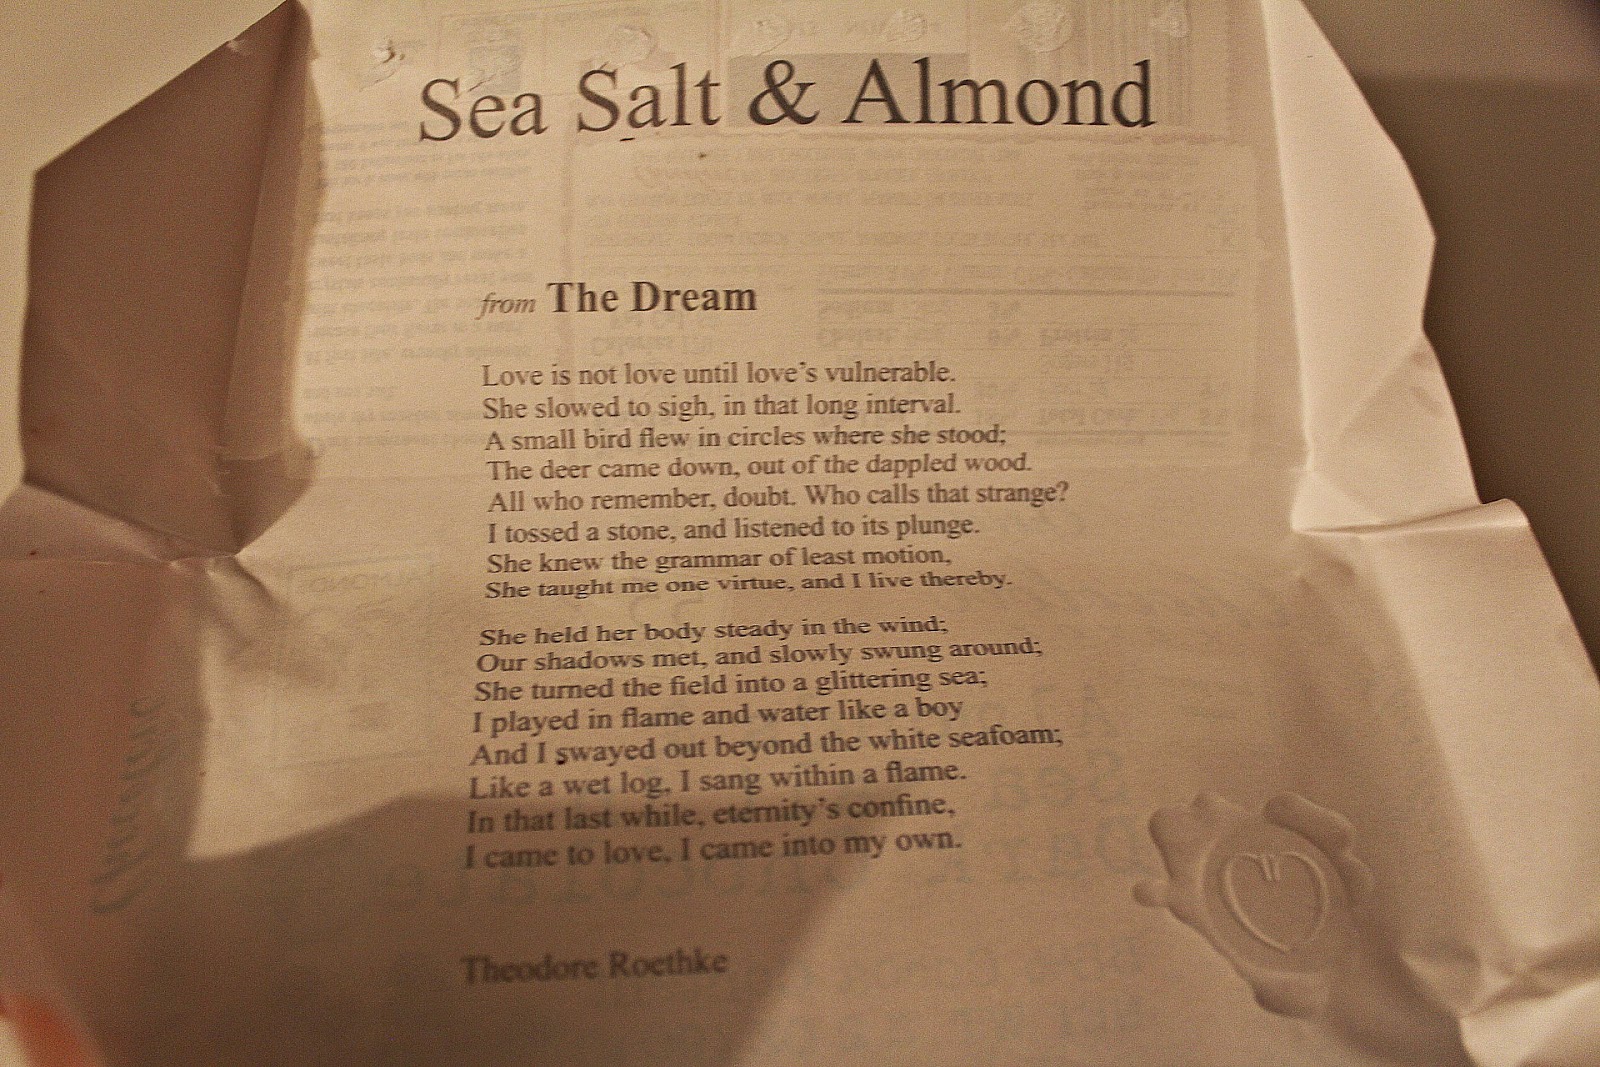 Sea Salt & Almond
from The Dream
Love is not love until love's vulnerable.
She slowed to sigh, in that long interval.
A small bird flew in circles where she stood;
The deer came down, out of the dappled wood.
All who remember, doubt. Who calls that strange?
I tossed a stone, and listened to its plunge.
She knew the grammar of least motion,
She taught me one virtue, and I live thereby.
She held her body steady in the wind;
Our shadows met, and slowly swung around;
She turned the field into a glittering sea;
I played in flame and water like a boy
And I swayed out beyond the white seafoam;
Like a wet log, I sang within a flame.
In that last while, eternity's confine,
I came to love, I came into my own.
Theodore Roethke